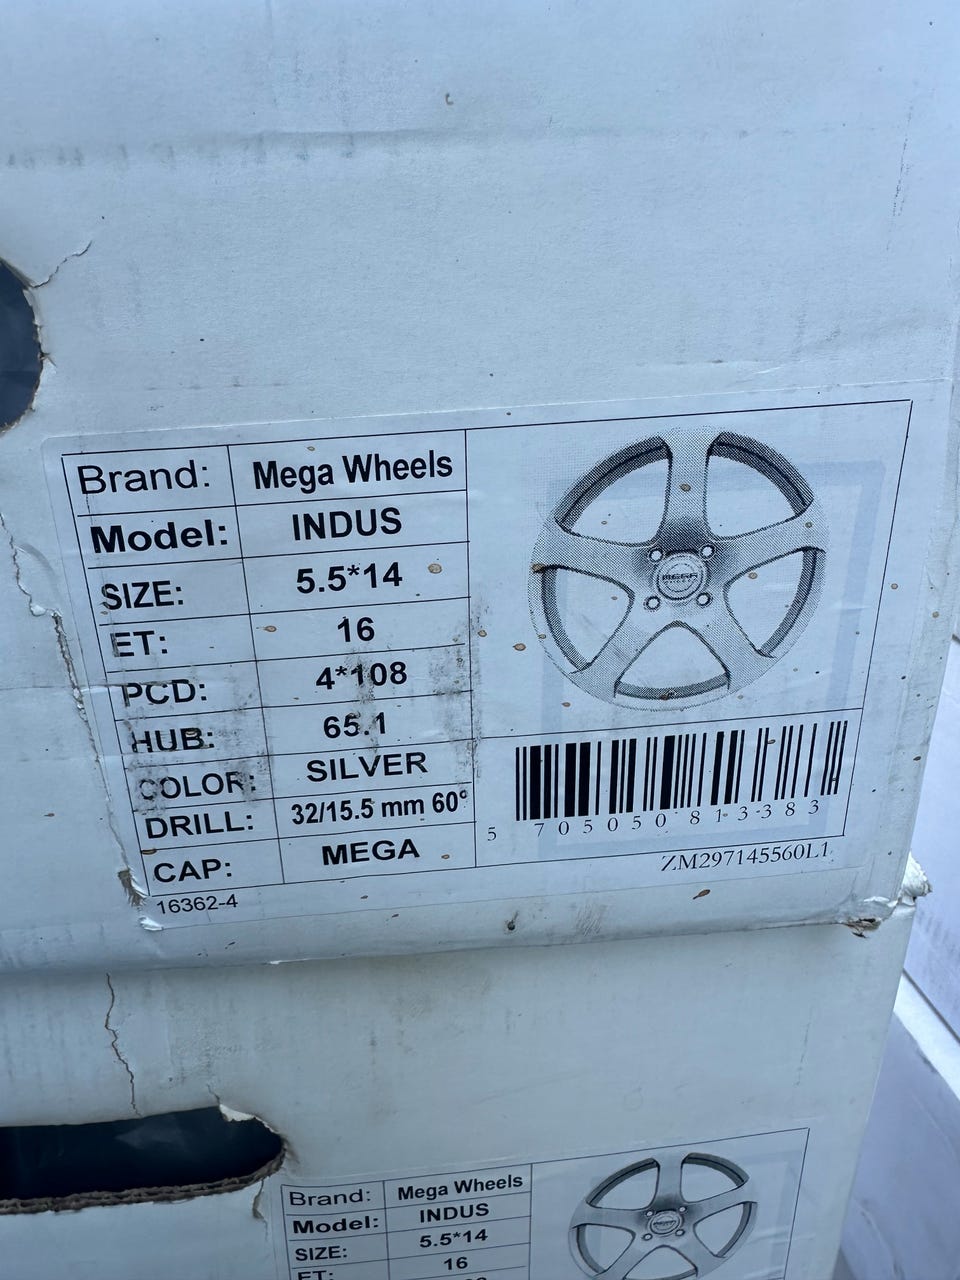 Brand: Mega Wheels
Model: INDUS
SIZE: 5.5*14
ET: 16
PCD: 4*108
HUB: 65.1
COLOR: SILVER
DRILL: 32/15.5 mm 60°
CAP: MEGA
16362-4
MEGA
5 705050 813383
ZM297145560L1
Brand: Mega Wheels
Model: INDUS
SIZE: 5.5*14
ET: 16